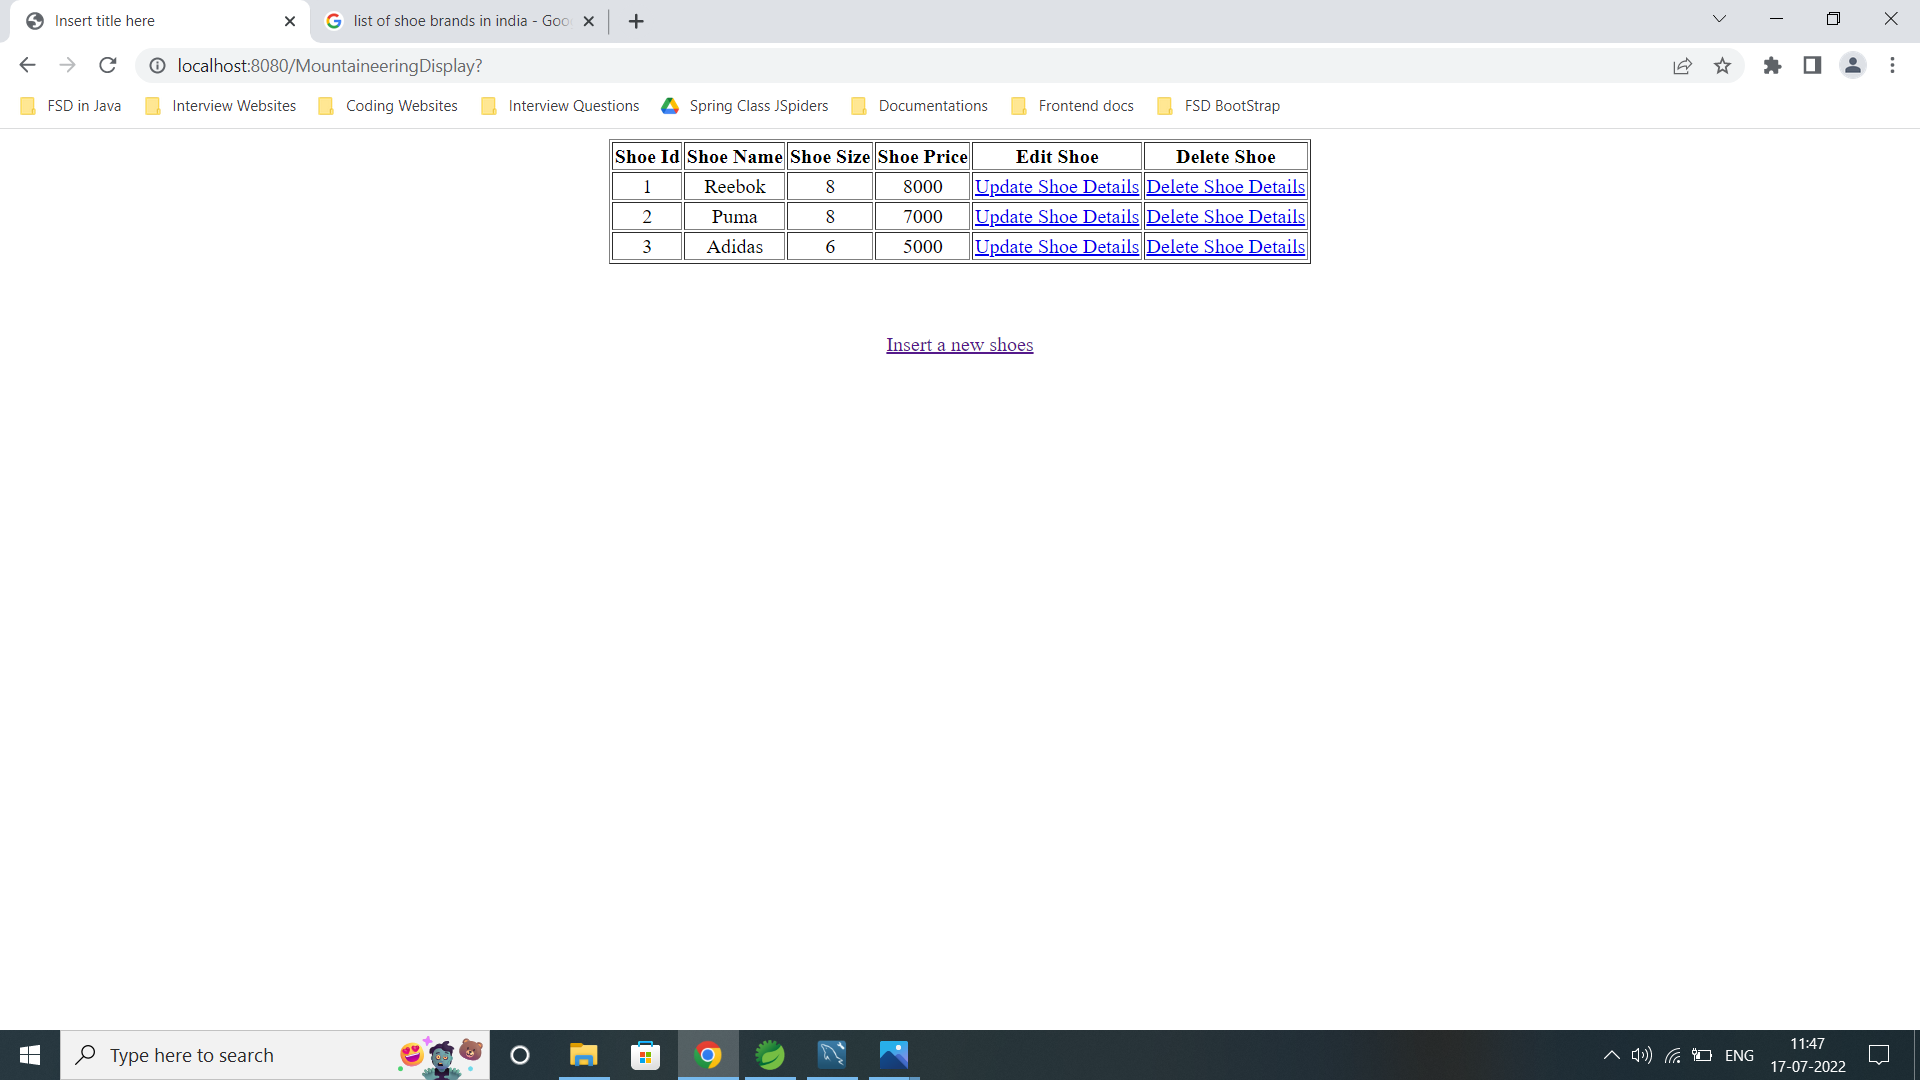 Insert title here
list of shoe brands in india - Goo
localhost:8080/MountaineeringDisplay?
FSD in Java Interview Websites Coding Websites Interview Questions Spring Class JSpiders Documentations Frontend docs FSD BootStrap
Shoe Id Shoe Name Shoe Size Shoe Price Edit Shoe Delete Shoe
1 Reebok 8 8000 Update Shoe Details Delete Shoe Details
2 Puma 8 7000 Update Shoe Details Delete Shoe Details
3 Adidas 6 5000 Update Shoe Details Delete Shoe Details
Insert a new shoes
Type here to search
ENG
11:47
17-07-2022